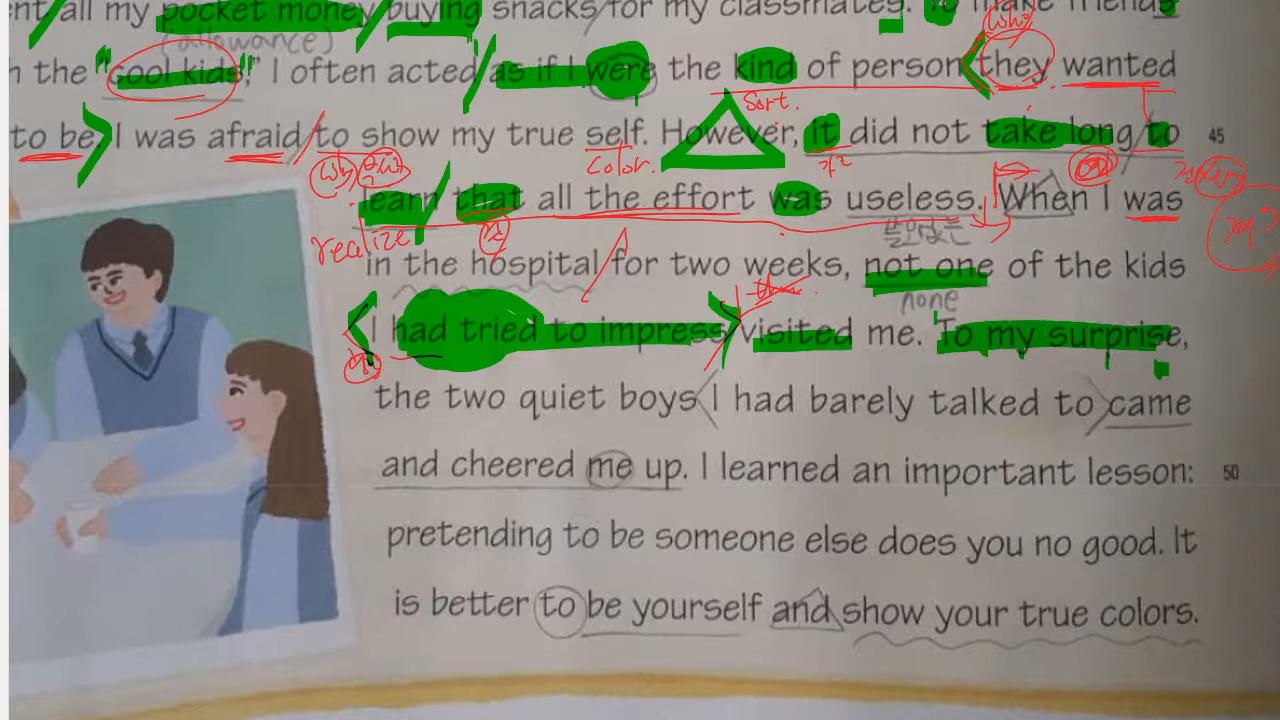 nt all my pocket money buying snacks for my classmates. To make friends
(allowance)
h the "cool kids," I often acted as if I were the kind of person they wanted
sort.
to be, I was afraid to show my true self. However, it did not take long to 45
color.
learn that all the effort was useless. When I was
realize
쓸모없는
in the hospital for two weeks, not one of the kids
none
I had tried to impress visited me. To my surprise,
the two quiet boys I had barely talked to came
and cheered me up. I learned an important lesson: 50
pretending to be someone else does you no good. It
is better to be yourself and show your true colors.